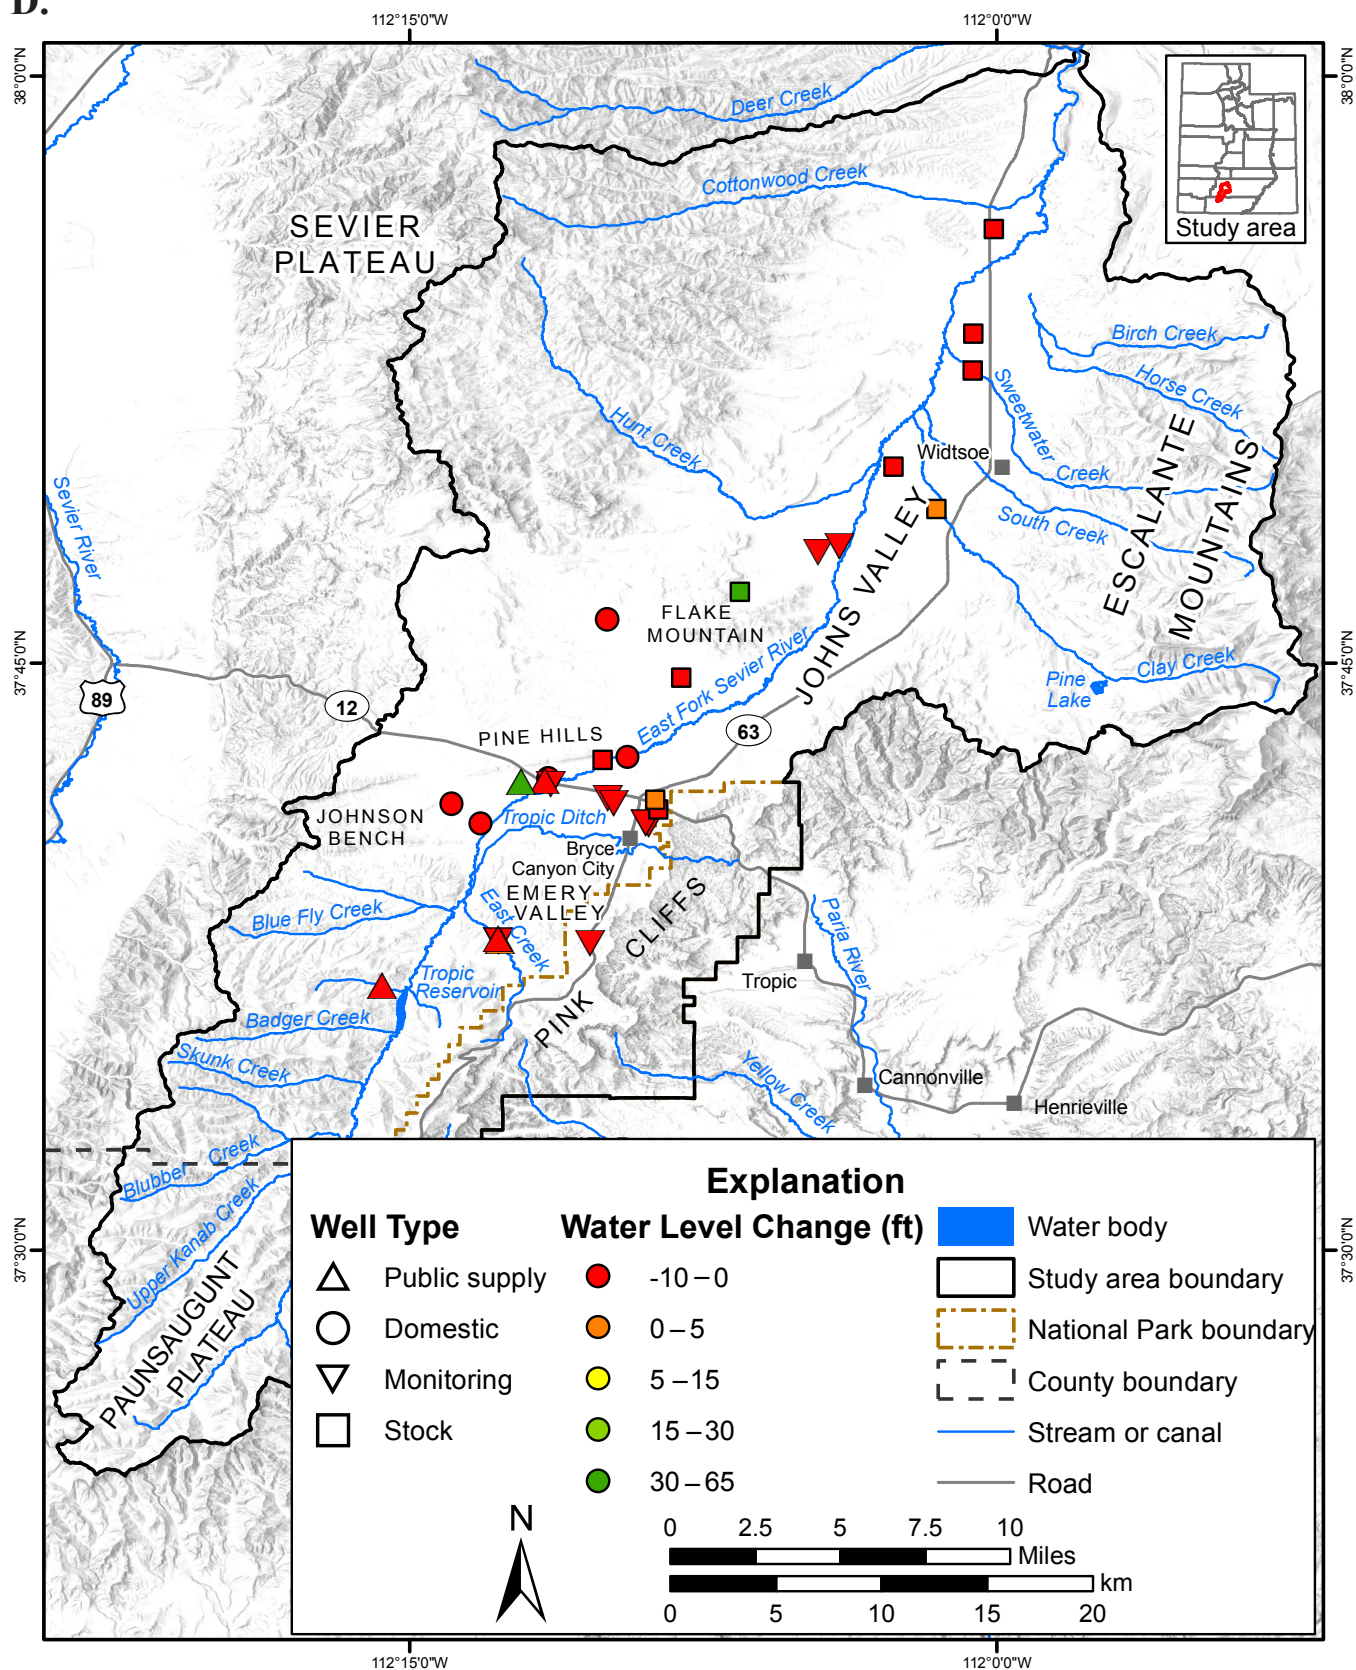 D.
112°15'0"W
112°0'0"W
38°0'0"N
38°0'0"N
Deer Creek
Study area
Cottonwood Creek
SEVIER
PLATEAU
Birch Creek
Horse Creek
Sweetwater
Creek
Hunt Creek
Widtsoe
ESCALANTE
MOUNTAINS
South Creek
Sevier River
JOHNS VALLEY
FLAKE
MOUNTAIN
East Fork Sevier River
Clay Creek
Pine
Lake
37°45'0"N
37°45'0"N
89
12
63
PINE HILLS
JOHNSON
BENCH
Tropic Ditch
Bryce
Canyon City
EMERY
VALLEY
East Creek
CLIFFS
PINK
Blue Fly Creek
Paria River
Tropic
Tropic
Reservoir
Badger Creek
Skunk Creek
Yellow Creek
Cannonville
Henrieville
Blubber Creek
Upper Kanab Creek
PAUNSAUGUNT
PLATEAU
37°30'0"N
37°30'0"N
Explanation
Well Type
Public supply
Domestic
Monitoring
Stock
Water Level Change (ft)
-10 – 0
0 – 5
5 – 15
15 – 30
30 – 65
Water body
Study area boundary
National Park boundary
County boundary
Stream or canal
Road
N
0 2.5 5 7.5 10
Miles
km
0 5 10 15 20
112°15'0"W
112°0'0"W